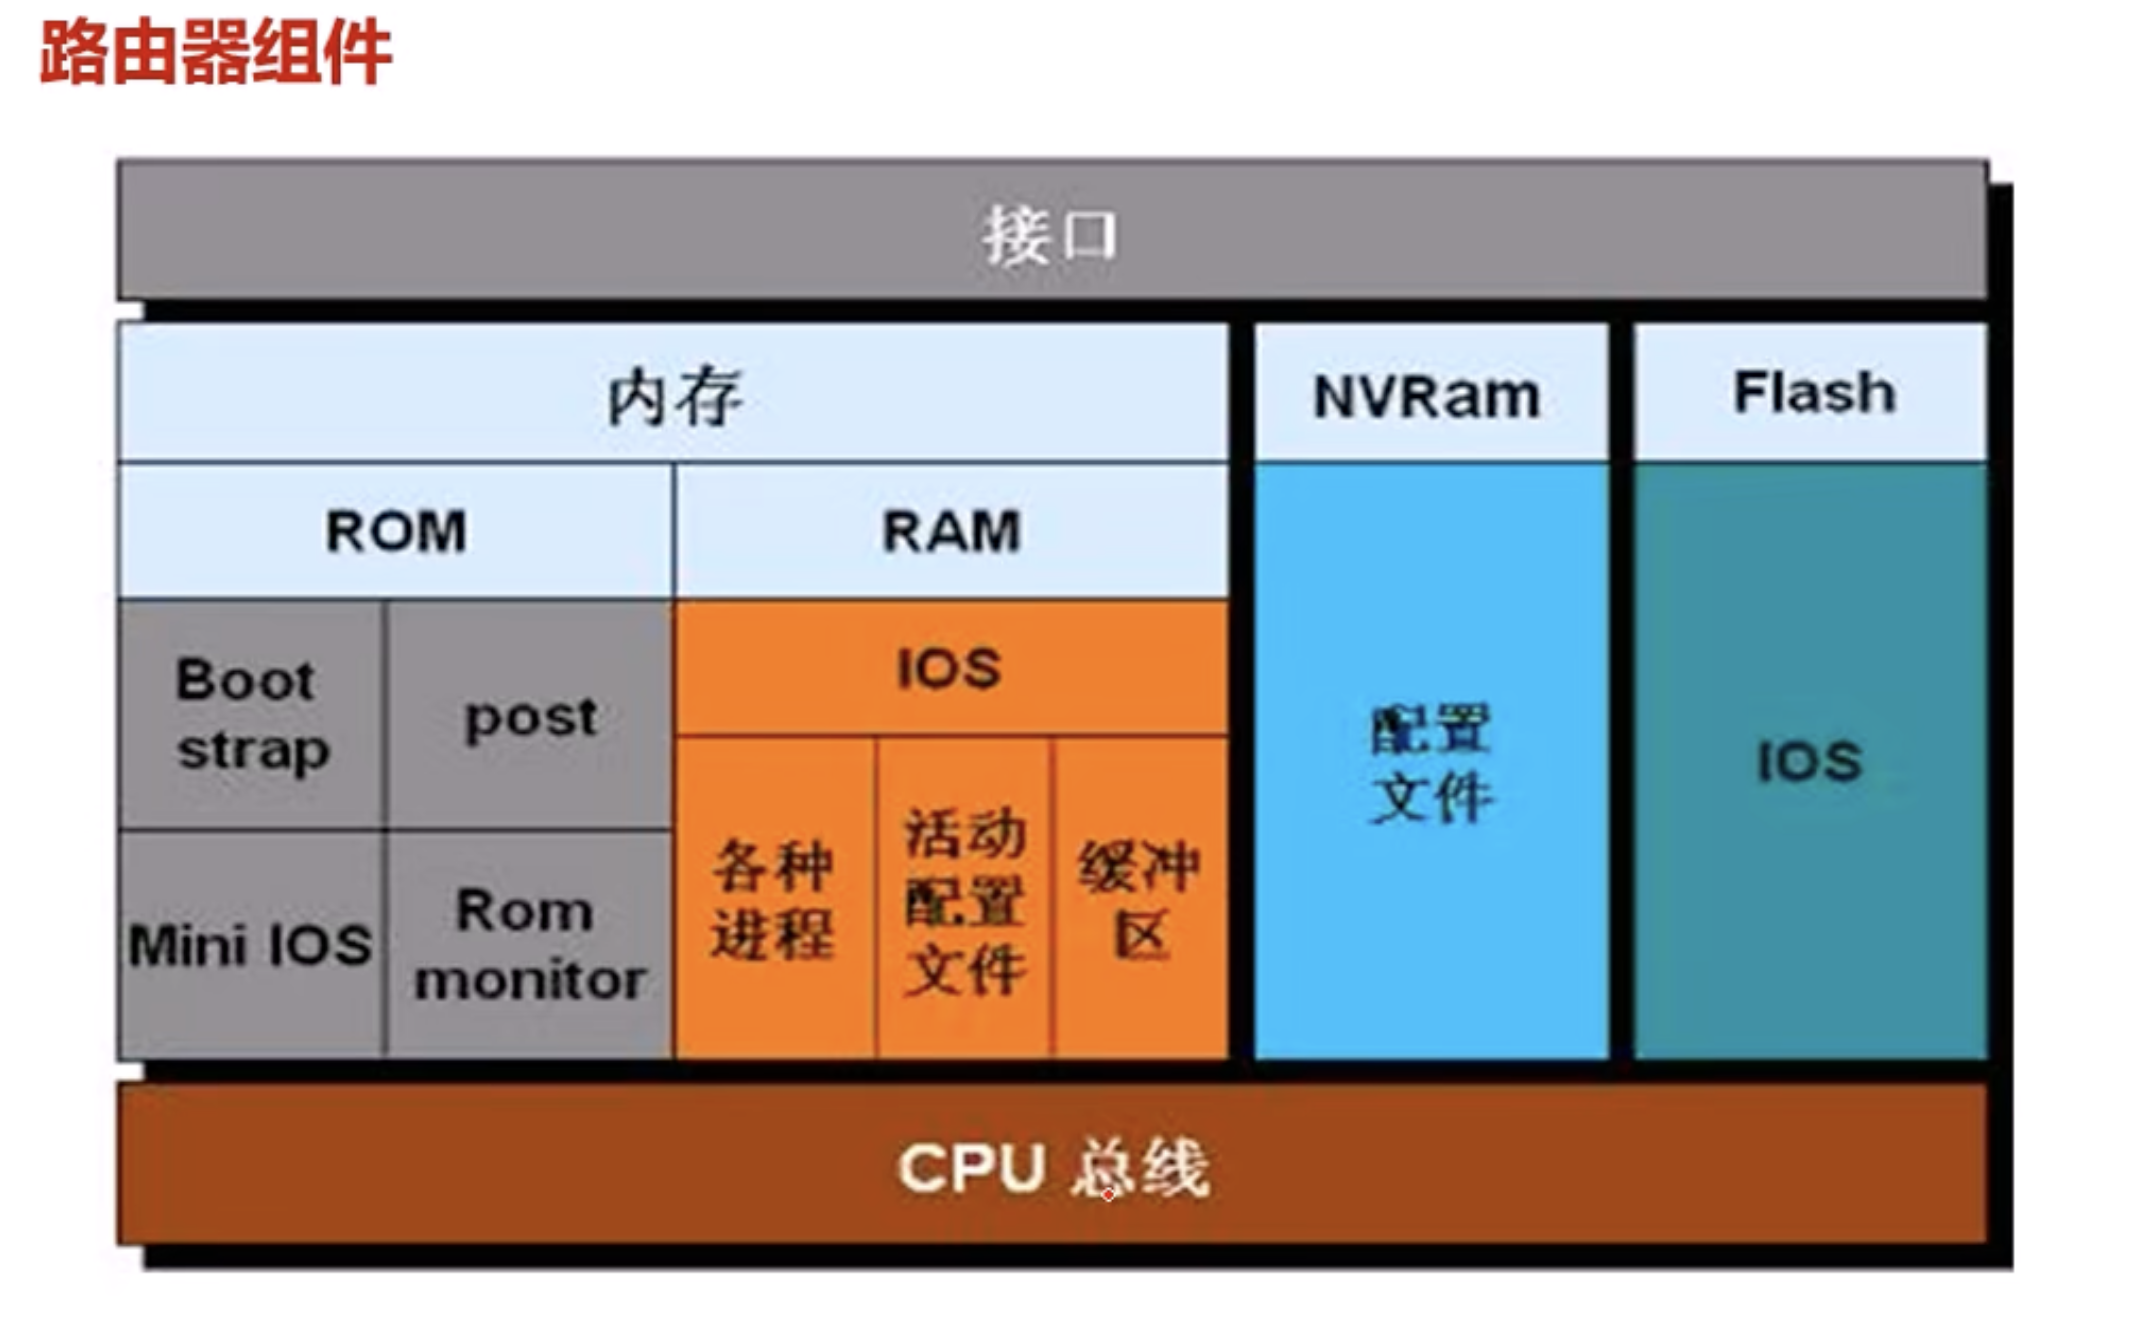 路由器组件
接口
内存
NVRam
Flash
ROM
RAM
Boot
strap
post
IOS
Mini IOS
Rom
monitor
各种
进程
活动
配置
文件
缓冲
区
配置
文件
IOS
CPU 总线